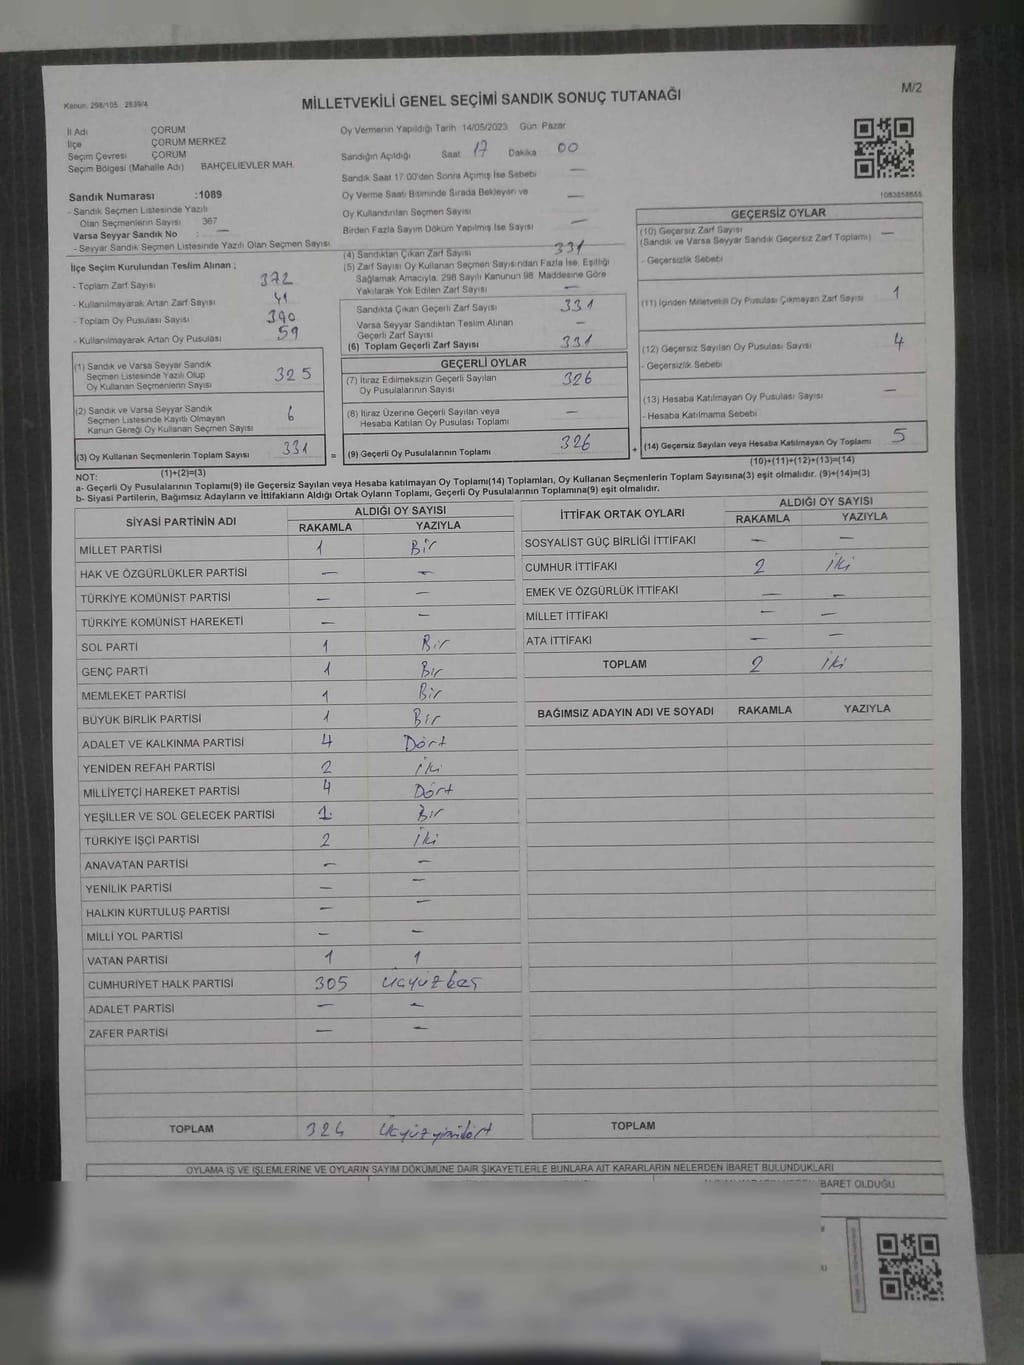 Kanun. 298/105 2839/4
MİLLETVEKİLİ GENEL SEÇİMİ SANDIK SONUÇ TUTANAĞI
M/2
İl Adı ÇORUM
İlçe ÇORUM MERKEZ
Seçim Çevresi ÇORUM
Seçim Bölgesi (Mahalle Adı) BAHÇELİEVLER MAH.
Sandık Numarası :1089
- Sandık Seçmen Listesinde Yazılı
Olan Seçmenlerin Sayısı 367
Varsa Seyyar Sandık No : —
- Seyyar Sandık Seçmen Listesinde Yazılı Olan Seçmen Sayısı
Oy Vermenin Yapıldığı Tarih 14/05/2023 Gün Pazar
Sandığın Açıldığı Saat 17 Dakika 00
Sandık Saat 17:00'den Sonra Açımış İse Sebebi —
Oy Verme Saati Bitiminde Sırada Bekleyen ve
Oy Kullandırılan Seçmen Sayısı —
Birden Fazla Sayım Döküm Yapılmış İse Sayısı —
1083858655
İlçe Seçim Kurulundan Teslim Alınan ;
- Toplam Zarf Sayısı 372
- Kullanılmayarak Artan Zarf Sayısı 41
- Toplam Oy Pusulası Sayısı 390
- Kullanılmayarak Artan Oy Pusulası 59
(1) Sandık ve Varsa Seyyar Sandık
Seçmen Listesinde Yazılı Olup
Oy Kullanan Seçmenlerin Sayısı 325
(2) Sandık ve Varsa Seyyar Sandık
Seçmen Listesinde Kayıtlı Olmayan
Kanun Gereği Oy Kullanan Seçmen Sayısı 6
(3) Oy Kullanan Seçmenlerin Toplam Sayısı 331 =
(1)+(2)=(3)
(4) Sandıktan Çıkan Zarf Sayısı 331
(5) Zarf Sayısı Oy Kullanan Seçmen Sayısından Fazla İse, Eşitliği
Sağlamak Amacıyla, 298 Sayılı Kanunun 98. Maddesine Göre
Yakılarak Yok Edilen Zarf Sayısı —
Sandıkta Çıkan Geçerli Zarf Sayısı 331
Varsa Seyyar Sandıktan Teslim Alınan
Geçerli Zarf Sayısı —
(6) Toplam Geçerli Zarf Sayısı 331
GEÇERLİ OYLAR
(7) İtiraz Edilmeksizin Geçerli Sayılan
Oy Pusulalarının Sayısı 326
(8) İtiraz Üzerine Geçerli Sayılan veya
Hesaba Katılan Oy Pusulası Toplamı —
(9) Geçerli Oy Pusulalarının Toplamı 326 +
GEÇERSİZ OYLAR
(10) Geçersiz Zarf Sayısı
(Sandık ve Varsa Seyyar Sandık Geçersiz Zarf Toplamı) —
- Geçersizlik Sebebi
(11) İçinden Milletvekili Oy Pusulası Çıkmayan Zarf Sayısı 1
(12) Geçersiz Sayılan Oy Pusulası Sayısı 4
- Geçersizlik Sebebi
(13) Hesaba Katılmayan Oy Pusulası Sayısı —
- Hesaba Katılmama Sebebi
(14) Geçersiz Sayılan veya Hesaba Katılmayan Oy Toplamı 5
(10)+(11)+(12)+(13)=(14)
NOT:
a- Geçerli Oy Pusulalarının Toplamı(9) ile Geçersiz Sayılan veya Hesaba katılmayan Oy Toplamı(14) Toplamları, Oy Kullanan Seçmenlerin Toplam Sayısına(3) eşit olmalıdır. (9)+(14)=(3)
b- Siyasi Partilerin, Bağımsız Adayların ve İttifakların Aldığı Ortak Oyların Toplamı, Geçerli Oy Pusulalarının Toplamına(9) eşit olmalıdır.
SİYASİ PARTİNİN ADI ALDIĞI OY SAYISI
RAKAMLA YAZIYLA
MİLLET PARTİSİ 1 Bir
HAK VE ÖZGÜRLÜKLER PARTİSİ — —
TÜRKİYE KOMÜNİST PARTİSİ — —
TÜRKİYE KOMÜNİST HAREKETİ — —
SOL PARTİ 1 Bir
GENÇ PARTİ 1 Bir
MEMLEKET PARTİSİ 1 Bir
BÜYÜK BİRLİK PARTİSİ 1 Bir
ADALET VE KALKINMA PARTİSİ 4 Dört
YENİDEN REFAH PARTİSİ 2 İki
MİLLİYETÇİ HAREKET PARTİSİ 4 Dört
YEŞİLLER VE SOL GELECEK PARTİSİ 1 Bir
TÜRKİYE İŞÇİ PARTİSİ 2 İki
ANAVATAN PARTİSİ — —
YENİLİK PARTİSİ — —
HALKIN KURTULUŞ PARTİSİ — —
MİLLİ YOL PARTİSİ — —
VATAN PARTİSİ 1 1
CUMHURİYET HALK PARTİSİ 305 Üçyüzbeş
ADALET PARTİSİ — —
ZAFER PARTİSİ — —
TOPLAM 324 Üçyüzyirmidört
İTTİFAK ORTAK OYLARI ALDIĞI OY SAYISI
RAKAMLA YAZIYLA
SOSYALİST GÜÇ BİRLİĞİ İTTİFAKI — —
CUMHUR İTTİFAKI 2 İki
EMEK VE ÖZGÜRLÜK İTTİFAKI — —
MİLLET İTTİFAKI — —
ATA İTTİFAKI — —
TOPLAM 2 İki
BAĞIMSIZ ADAYIN ADI VE SOYADI RAKAMLA YAZIYLA
TOPLAM
OYLAMA İŞ VE İŞLEMLERİNE VE OYLARIN SAYIM DÖKÜMÜNE DAİR ŞİKAYETLERLE BUNLARA AİT KARARLARIN NELERDEN İBARET BULUNDUKLARI
İBARET OLDUĞU